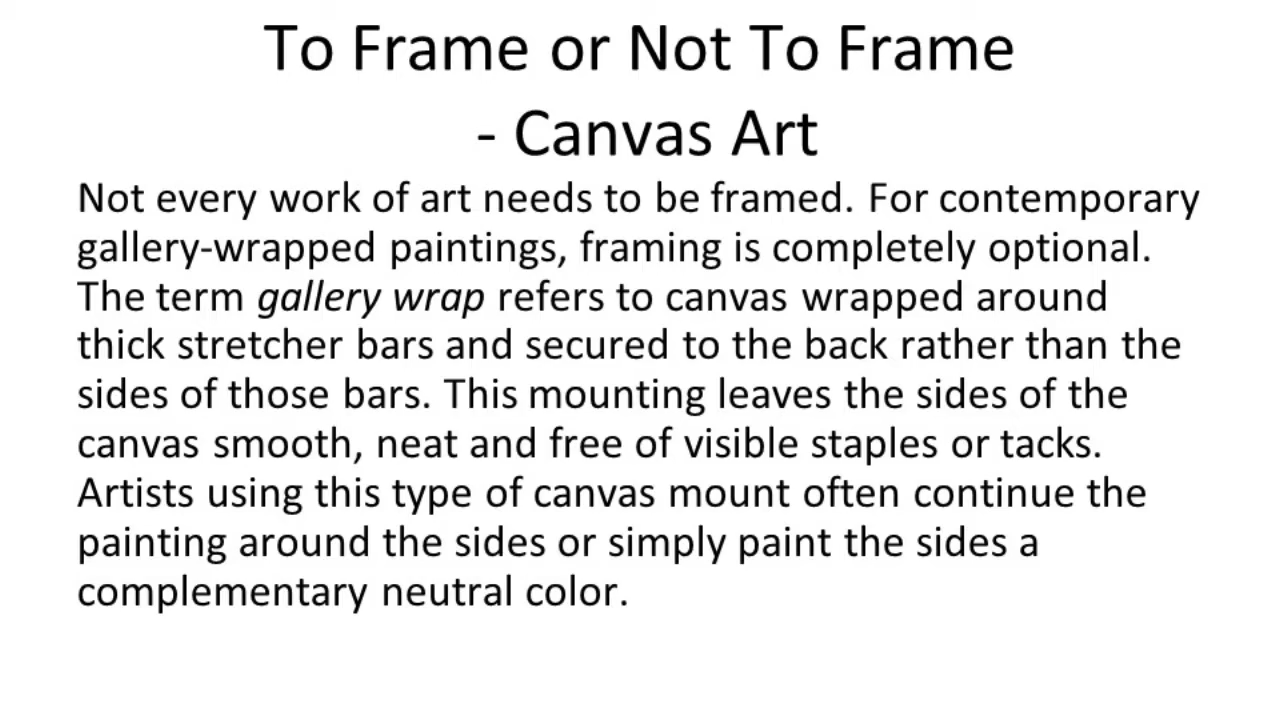 To Frame or Not To Frame
- Canvas Art
Not every work of art needs to be framed. For contemporary
gallery-wrapped paintings, framing is completely optional.
The term gallery wrap refers to canvas wrapped around
thick stretcher bars and secured to the back rather than the
sides of those bars. This mounting leaves the sides of the
canvas smooth, neat and free of visible staples or tacks.
Artists using this type of canvas mount often continue the
painting around the sides or simply paint the sides a
complementary neutral color.